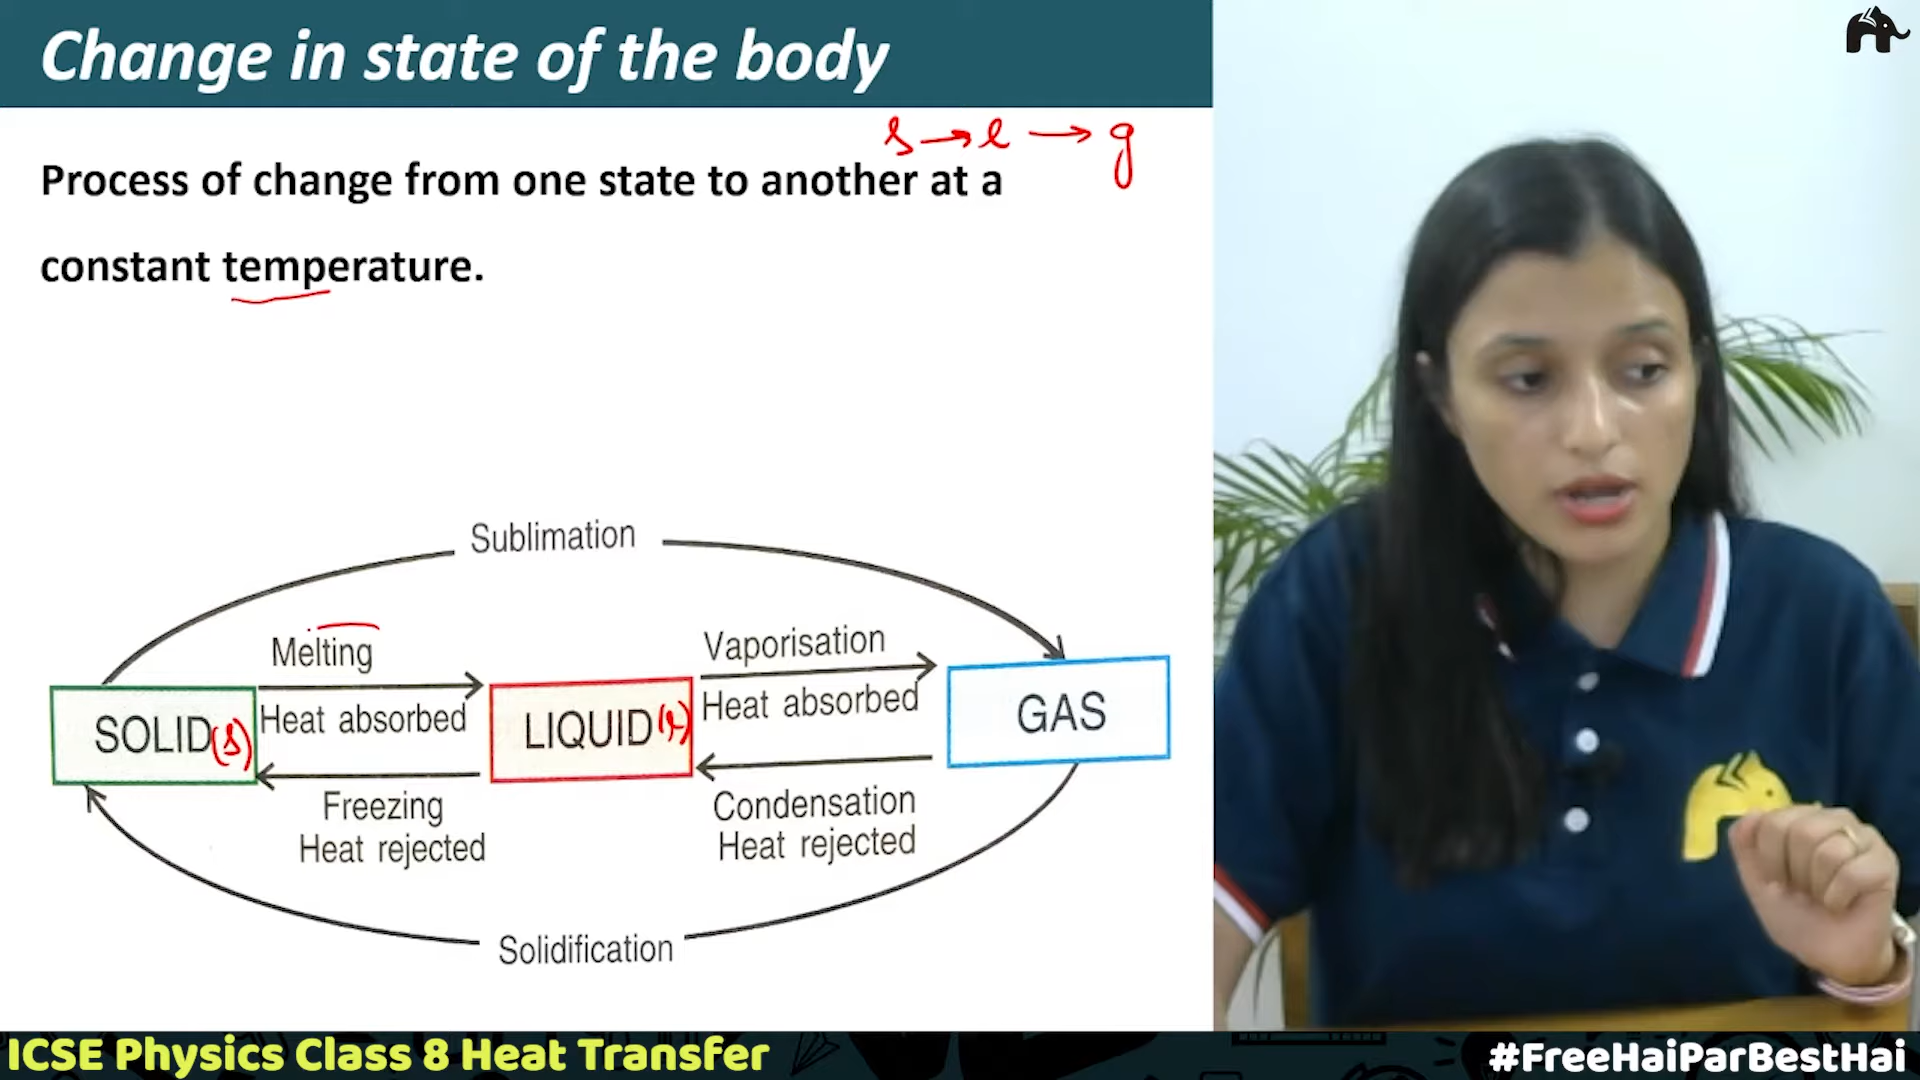 Change in state of the body
s → l → g
Process of change from one state to another at a
constant temperature.
Sublimation
Melting
Vaporisation
SOLID(s)
Heat absorbed
LIQUID(l)
Heat absorbed
GAS
Freezing
Heat rejected
Condensation
Heat rejected
Solidification
ICSE Physics Class 8 Heat Transfer
#FreeHaiParBestHai